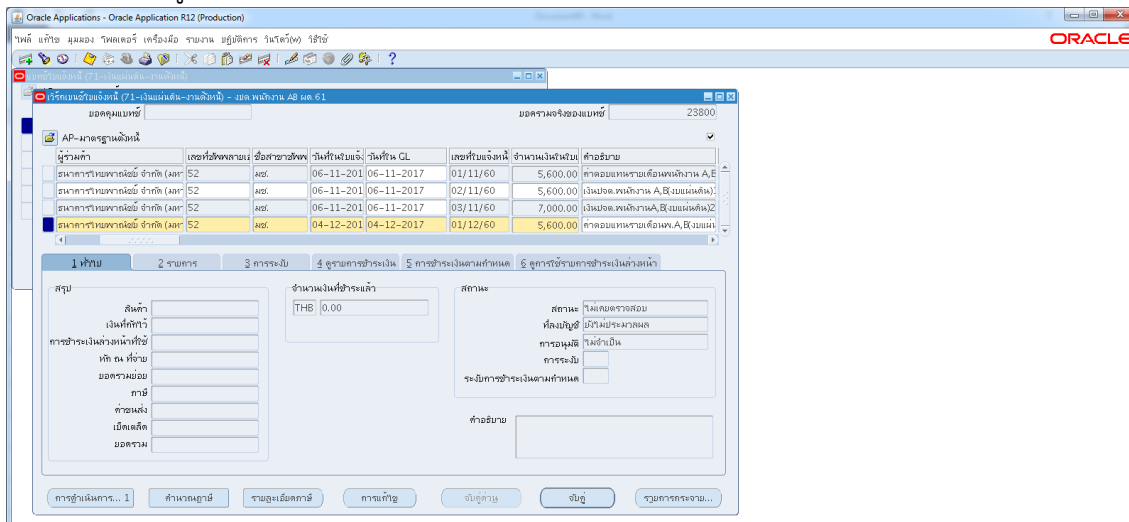 Oracle Applications - Oracle Application R12 (Production)
ไฟล์ แก้ไข มุมมอง โฟลเดอร์ เครื่องมือ รายงาน ปฏิบัติการ วินโดว์(W) วิธีใช้
ORACLE
เวิร์กเบนช์ใบแจ้งหนี้ (71-เงินแผ่นดิน-งานตั้งหนี้) - งบด.พนักงาน AB ผด.61
ยอดคุมแบทช์
ยอดรวมจริงของแบทช์ 23800
AP-มาตรฐานตั้งหนี้
ผู้ร่วมค้า เลขที่ซัพพลายเอ ชื่อสาขาซัพพ วันที่ในใบแจ้ง วันที่ใน GL เลขที่ใบแจ้งหนี้ จำนวนเงินในใบเ คำอธิบาย
ธนาคารไทยพาณิชย์ จำกัด (มหา 52 มช. 06-11-201 06-11-2017 01/11/60 5,600.00 ค่าตอบแทนรายเดือนพนักงาน A,B
ธนาคารไทยพาณิชย์ จำกัด (มหา 52 มช. 06-11-201 06-11-2017 02/11/60 5,600.00 เงินปจต.พนักงาน A,B(งบแผ่นดิน)
ธนาคารไทยพาณิชย์ จำกัด (มหา 52 มช. 06-11-201 06-11-2017 03/11/60 7,000.00 เงินปจต.พนักงานA,B(งบแผ่นดิน)2
ธนาคารไทยพาณิชย์ จำกัด (มหา 52 มช. 04-12-201 04-12-2017 01/12/60 5,600.00 ค่าตอบแทนรายเดือนพ.A,B(งบแผ่
1 ทั่วไป 2 รายการ 3 การระงับ 4 ดูรายการชำระเงิน 5 การชำระเงินตามกำหนด 6 ดูการใช้รายการชำระเงินล่วงหน้า
สรุป จำนวนเงินที่ชำระแล้ว สถานะ
สินค้า THB 0.00 สถานะ ไม่เคยตรวจสอบ
เงินที่กักไว้ ที่ลงบัญชี ยังไม่ประมวลผล
การชำระเงินล่วงหน้าที่ใช้ การอนุมัติ ไม่จำเป็น
หัก ณ ที่จ่าย การระงับ
ยอดรวมย่อย ระงับการชำระเงินตามกำหนด
ภาษี
ค่าขนส่ง คำอธิบาย
เบ็ดเตล็ด
ยอดรวม
การดำเนินการ... 1 คำนวณภาษี รายละเอียดภาษี การแก้ไข จับคู่ด่วน จับคู่ รายการกระจาย...